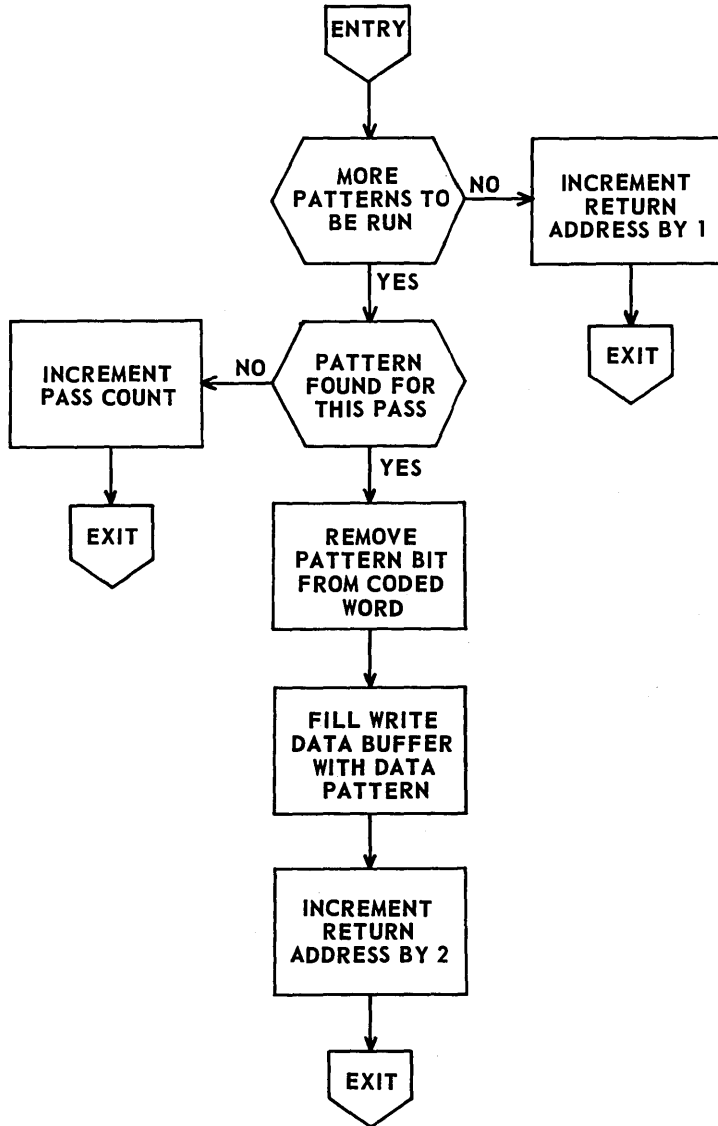 ENTRY
MORE
PATTERNS TO
BE RUN
NO
INCREMENT
RETURN
ADDRESS BY 1
YES
EXIT
INCREMENT
PASS COUNT
NO
PATTERN
FOUND FOR
THIS PASS
YES
EXIT
REMOVE
PATTERN BIT
FROM CODED
WORD
FILL WRITE
DATA BUFFER
WITH DATA
PATTERN
INCREMENT
RETURN
ADDRESS BY 2
EXIT